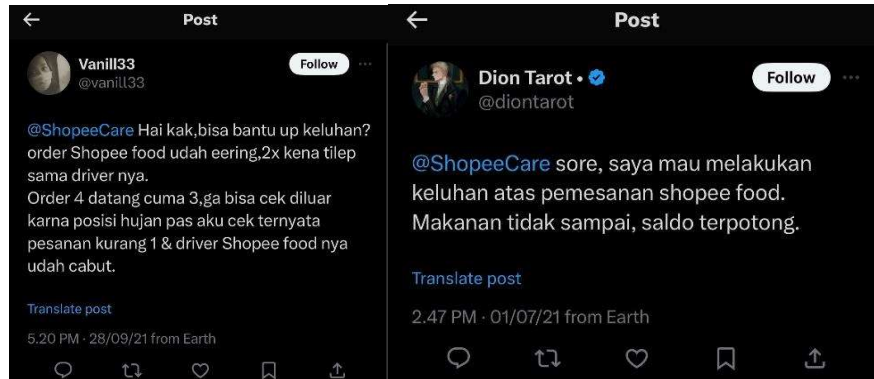 Post
Vanill33
@vanill33
Follow
@ShopeeCare Hai kak,bisa bantu up keluhan?
order Shopee food udah eering,2x kena tilep
sama driver nya.
Order 4 datang cuma 3,ga bisa cek diluar
karna posisi hujan pas aku cek ternyata
pesanan kurang 1 & driver Shopee food nya
udah cabut.
Translate post
5.20 PM · 28/09/21 from Earth
Post
Dion Tarot •
@diontarot
Follow
@ShopeeCare sore, saya mau melakukan
keluhan atas pemesanan shopee food.
Makanan tidak sampai, saldo terpotong.
Translate post
2.47 PM · 01/07/21 from Earth